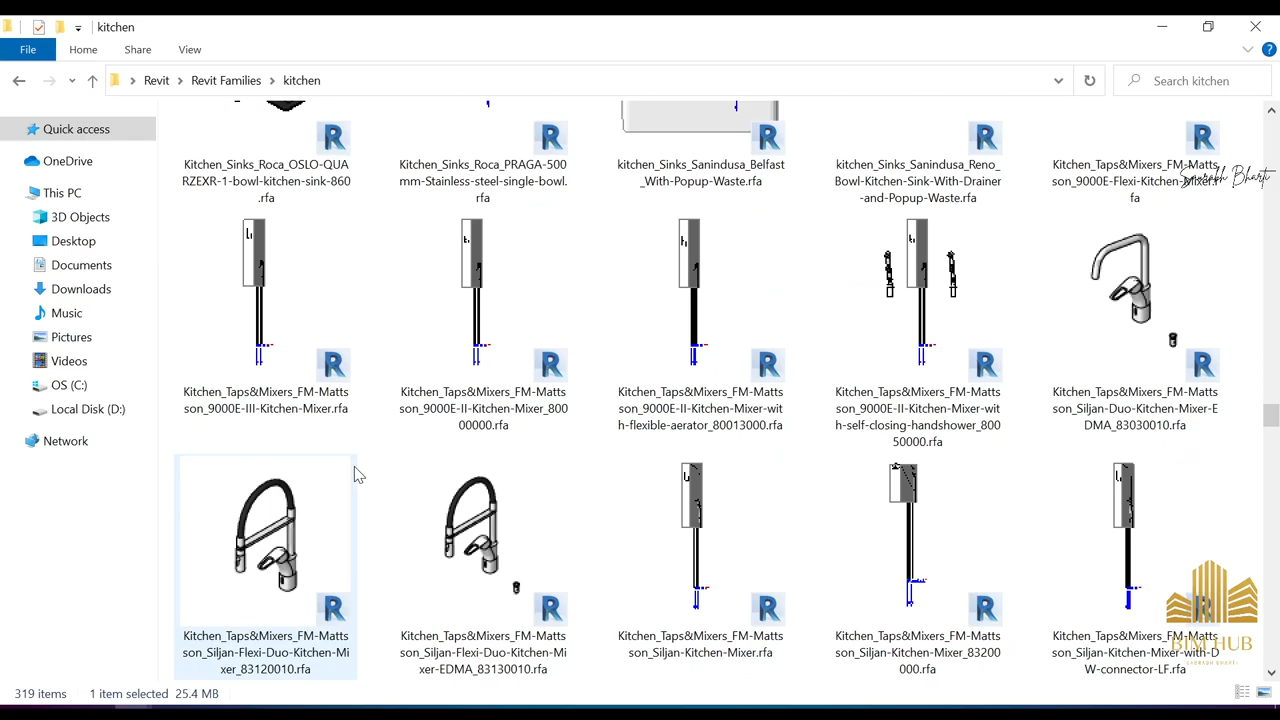 kitchen
File Home Share View
Revit Revit Families kitchen
Search kitchen
Quick access
OneDrive
This PC
3D Objects
Desktop
Documents
Downloads
Music
Pictures
Videos
OS (C:)
Local Disk (D:)
Network
Kitchen_Sinks_Roca_OSLO-QUA
RZEXR-1-bowl-kitchen-sink-860
.rfa
Kitchen_Sinks_Roca_PRAGA-500
mm-Stainless-steel-single-bowl.
rfa
kitchen_Sinks_Sanindusa_Belfast
_With-Popup-Waste.rfa
kitchen_Sinks_Sanindusa_Reno_
Bowl-Kitchen-Sink-With-Drainer
-and-Popup-Waste.rfa
Kitchen_Taps&Mixers_FM-Matts
son_9000E-Flexi-Kitchen-Mixer.r
fa
Saurabh Bharti
Kitchen_Taps&Mixers_FM-Matts
son_9000E-III-Kitchen-Mixer.rfa
Kitchen_Taps&Mixers_FM-Matts
son_9000E-II-Kitchen-Mixer_800
00000.rfa
Kitchen_Taps&Mixers_FM-Matts
son_9000E-II-Kitchen-Mixer-wit
h-flexible-aerator_80013000.rfa
Kitchen_Taps&Mixers_FM-Matts
son_9000E-II-Kitchen-Mixer-wit
h-self-closing-handshower_800
50000.rfa
Kitchen_Taps&Mixers_FM-Matts
son_Siljan-Duo-Kitchen-Mixer-E
DMA_83030010.rfa
Kitchen_Taps&Mixers_FM-Matts
son_Siljan-Flexi-Duo-Kitchen-Mi
xer_83120010.rfa
Kitchen_Taps&Mixers_FM-Matts
son_Siljan-Flexi-Duo-Kitchen-Mi
xer-EDMA_83130010.rfa
Kitchen_Taps&Mixers_FM-Matts
son_Siljan-Kitchen-Mixer.rfa
Kitchen_Taps&Mixers_FM-Matts
son_Siljan-Kitchen-Mixer_83200
000.rfa
Kitchen_Taps&Mixers_FM-Matts
son_Siljan-Kitchen-Mixer-with-D
W-connector-LF.rfa
BIM HUB
SAURABH BHARTI
319 items 1 item selected 25.4 MB